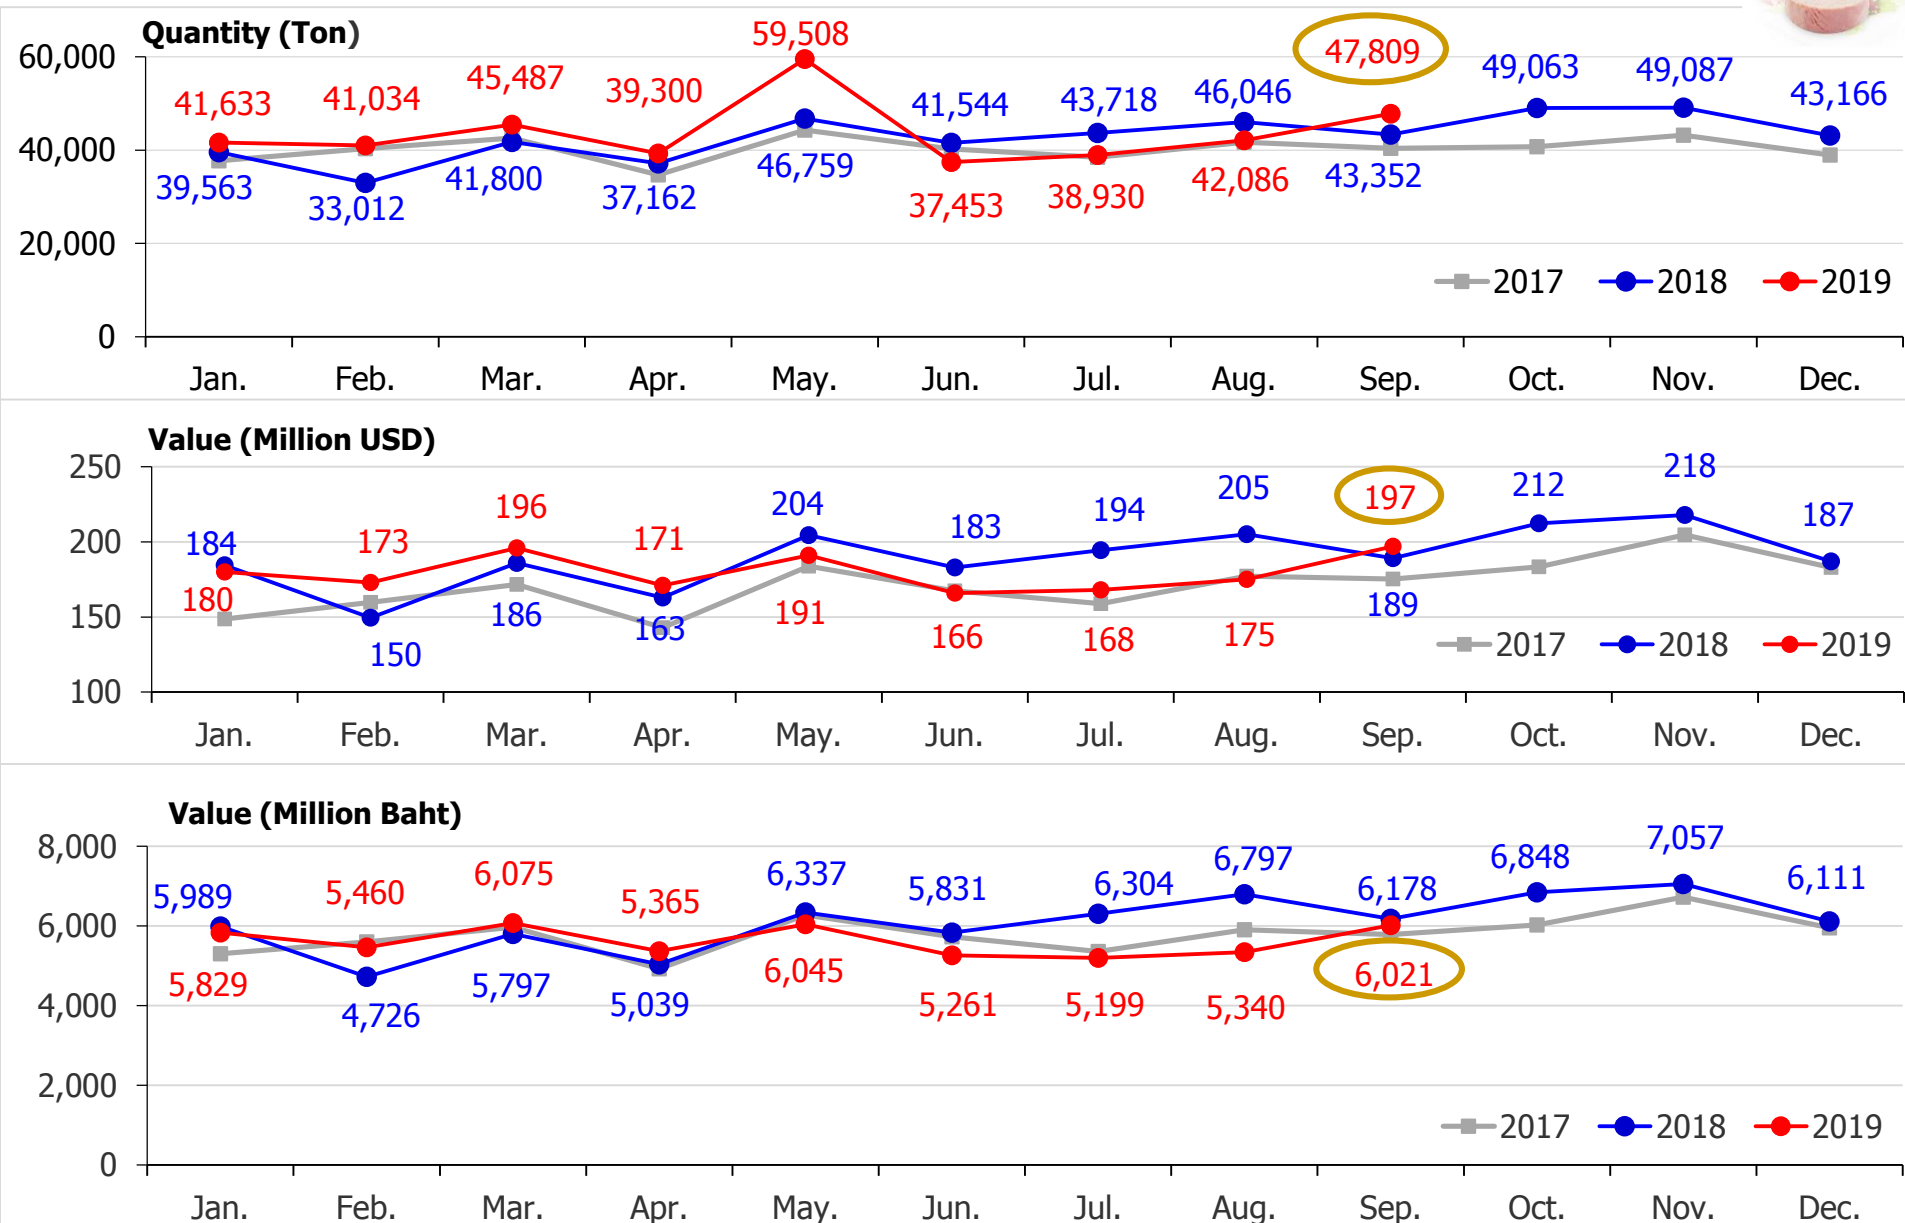 Quantity (Ton)
60,000
40,000
20,000
0
41,633
41,034
45,487
39,300
59,508
41,544
43,718
46,046
47,809
49,063
49,087
43,166
39,563
33,012
41,800
37,162
46,759
37,453
38,930
42,086
43,352
2017
2018
2019
Jan.
Feb.
Mar.
Apr.
May.
Jun.
Jul.
Aug.
Sep.
Oct.
Nov.
Dec.
Value (Million USD)
250
200
150
100
184
173
196
171
204
183
194
205
197
212
218
187
180
150
186
163
191
166
168
175
189
2017
2018
2019
Jan.
Feb.
Mar.
Apr.
May.
Jun.
Jul.
Aug.
Sep.
Oct.
Nov.
Dec.
Value (Million Baht)
8,000
6,000
4,000
2,000
0
5,989
5,460
6,075
5,365
6,337
5,831
6,304
6,797
6,178
6,848
7,057
6,111
5,829
4,726
5,797
5,039
6,045
5,261
5,199
5,340
6,021
2017
2018
2019
Jan.
Feb.
Mar.
Apr.
May.
Jun.
Jul.
Aug.
Sep.
Oct.
Nov.
Dec.